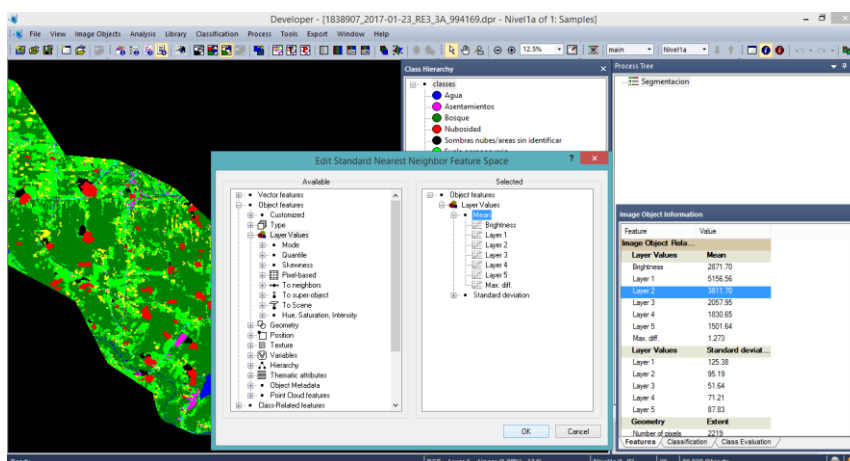 Developer - [1838907_2017-01-23_RE3_3A_994169.dpr - Nivel1a of 1: Samples]
File View Image Objects Analysis Library Classification Process Tools Export Window Help
12.5% main Nivel1a
Class Hierarchy
classes
Agua
Asentamientos
Bosque
Nubosidad
Sombras nubes/areas sin identificar
Process Tree
Segmentacion
Edit Standard Nearest Neighbor Feature Space
Available
Vector features
Object features
Customized
Type
Layer Values
Mode
Quantile
Skewness
Pixel-based
To neighbors
To super-object
To Scene
Hue, Saturation, Intensity
Geometry
Position
Texture
Variables
Hierarchy
Thematic attributes
Object Metadata
Point Cloud features
Class-Related features
Selected
Object features
Layer Values
Mean
Brightness
Layer 1
Layer 2
Layer 3
Layer 4
Layer 5
Max. diff.
Standard deviation
OK Cancel
Image Object Information
Feature Value
Image Object Rela...
Layer Values Mean
Brightness 2871.70
Layer 1 5156.56
Layer 2 3811.70
Layer 3 2057.95
Layer 4 1830.65
Layer 5 1501.64
Max. diff. 1.273
Layer Values Standard deviat...
Layer 1 125.38
Layer 2 95.19
Layer 3 51.64
Layer 4 71.21
Layer 5 87.83
Geometry Extent
Number of pixels 2219
Features Classification Class Evaluation